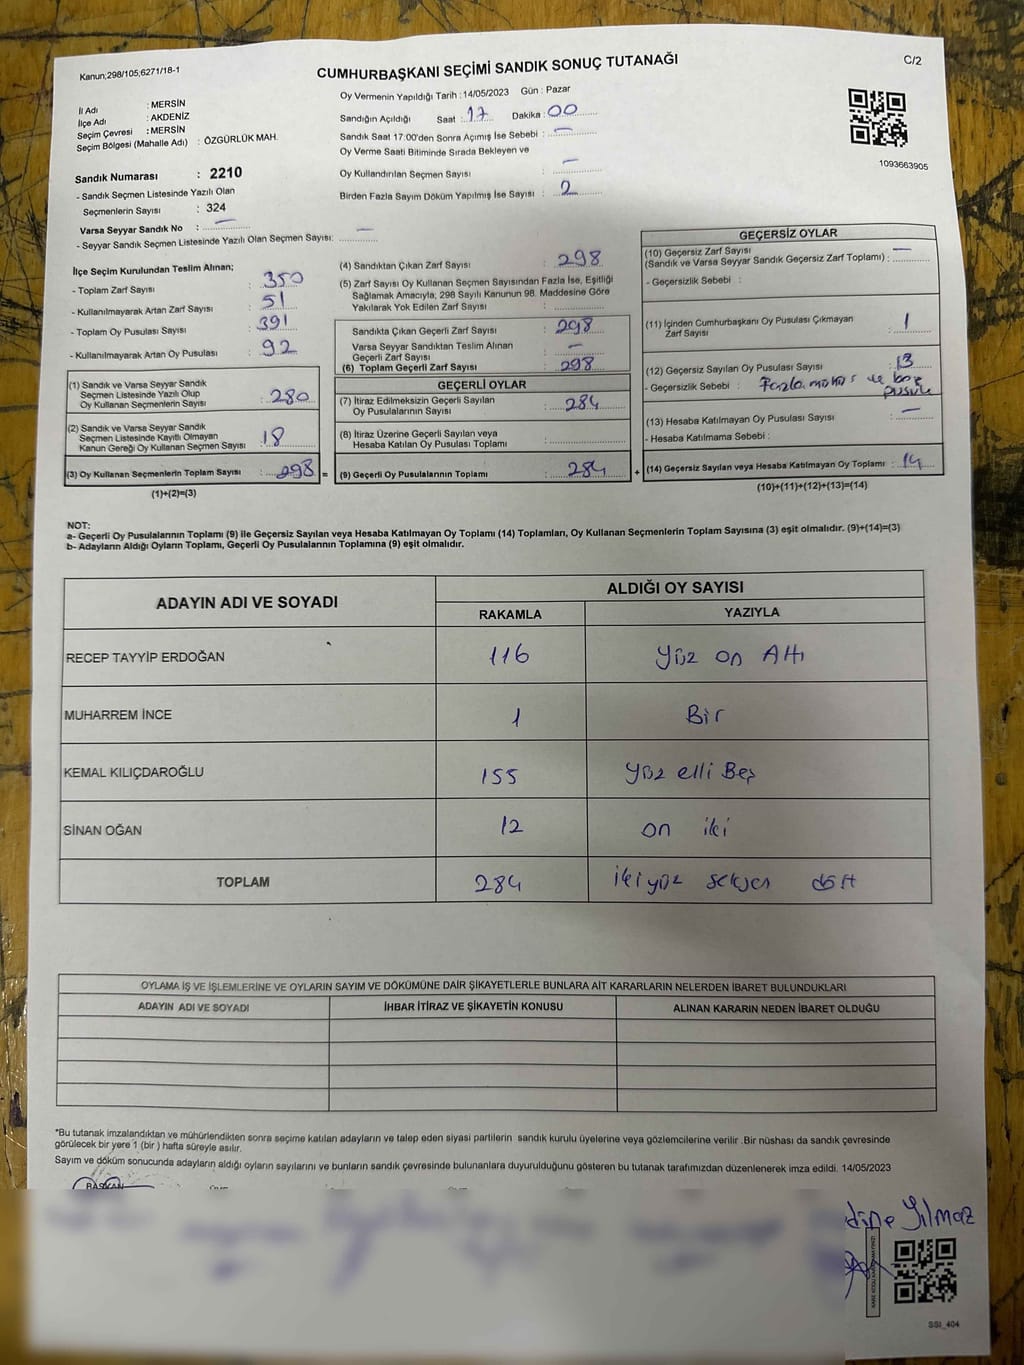 Kanun;298/105;6271/18-1
CUMHURBAŞKANI SEÇİMİ SANDIK SONUÇ TUTANAĞI
C/2
İl Adı : MERSİN
İlçe Adı : AKDENİZ
Seçim Çevresi : MERSİN
Seçim Bölgesi (Mahalle Adı) : ÖZGÜRLÜK MAH.
Oy Vermenin Yapıldığı Tarih : 14/05/2023 Gün : Pazar
Sandığın Açıldığı Saat : 17 Dakika : 00
Sandık Saat 17:00'den Sonra Açımış İse Sebebi : —
Oy Verme Saati Bitiminde Sırada Bekleyen ve
Oy Kullandırılan Seçmen Sayısı : —
Birden Fazla Sayım Döküm Yapılmış İse Sayısı : 2
1093663905
Sandık Numarası : 2210
- Sandık Seçmen Listesinde Yazılı Olan
Seçmenlerin Sayısı : 324
Varsa Seyyar Sandık No : —
- Seyyar Sandık Seçmen Listesinde Yazılı Olan Seçmen Sayısı: —
İlçe Seçim Kurulundan Teslim Alınan;
- Toplam Zarf Sayısı : 350
- Kullanılmayarak Artan Zarf Sayısı : 51
- Toplam Oy Pusulası Sayısı : 391
- Kullanılmayarak Artan Oy Pusulası : 92
(1) Sandık ve Varsa Seyyar Sandık
Seçmen Listesinde Yazılı Olup
Oy Kullanan Seçmenlerin Sayısı : 280
(2) Sandık ve Varsa Seyyar Sandık
Seçmen Listesinde Kayıtlı Olmayan
Kanun Gereği Oy Kullanan Seçmen Sayısı : 18
(3) Oy Kullanan Seçmenlerin Toplam Sayısı : 298 =
(1)+(2)=(3)
(4) Sandıktan Çıkan Zarf Sayısı : 298
(5) Zarf Sayısı Oy Kullanan Seçmen Sayısından Fazla İse, Eşitliği
Sağlamak Amacıyla, 298 Sayılı Kanunun 98. Maddesine Göre
Yakılarak Yok Edilen Zarf Sayısı :
Sandıkta Çıkan Geçerli Zarf Sayısı : 298
Varsa Seyyar Sandıktan Teslim Alınan
Geçerli Zarf Sayısı : —
(6) Toplam Geçerli Zarf Sayısı : 298
GEÇERLİ OYLAR
(7) İtiraz Edilmeksizin Geçerli Sayılan
Oy Pusulalarının Sayısı : 284
(8) İtiraz Üzerine Geçerli Sayılan veya
Hesaba Katılan Oy Pusulası Toplamı :
(9) Geçerli Oy Pusulalarının Toplamı : 284 +
GEÇERSİZ OYLAR
(10) Geçersiz Zarf Sayısı —
(Sandık ve Varsa Seyyar Sandık Geçersiz Zarf Toplamı) :
- Geçersizlik Sebebi :
(11) İçinden Cumhurbaşkanı Oy Pusulası Çıkmayan
Zarf Sayısı : 1
(12) Geçersiz Sayılan Oy Pusulası Sayısı : 13
- Geçersizlik Sebebi : Fazla mühür ve boş
pusula
(13) Hesaba Katılmayan Oy Pusulası Sayısı : —
- Hesaba Katılmama Sebebi :
(14) Geçersiz Sayılan veya Hesaba Katılmayan Oy Toplamı : 14
(10)+(11)+(12)+(13)=(14)
NOT:
a- Geçerli Oy Pusulalarının Toplamı (9) ile Geçersiz Sayılan veya Hesaba Katılmayan Oy Toplamı (14) Toplamları, Oy Kullanan Seçmenlerin Toplam Sayısına (3) eşit olmalıdır. (9)+(14)=(3)
b- Adayların Aldığı Oyların Toplamı, Geçerli Oy Pusulalarının Toplamına (9) eşit olmalıdır.
ADAYIN ADI VE SOYADI
ALDIĞI OY SAYISI
RAKAMLA YAZIYLA
RECEP TAYYİP ERDOĞAN 116 Yüz on Altı
MUHARREM İNCE 1 Bir
KEMAL KILIÇDAROĞLU 155 Yüz elli Beş
SİNAN OĞAN 12 on iki
TOPLAM 284 iki yüz seksen dört
OYLAMA İŞ VE İŞLEMLERİNE VE OYLARIN SAYIM VE DÖKÜMÜNE DAİR ŞİKAYETLERLE BUNLARA AİT KARARLARIN NELERDEN İBARET BULUNDUKLARI
ADAYIN ADI VE SOYADI İHBAR İTİRAZ VE ŞİKAYETİN KONUSU ALINAN KARARIN NEDEN İBARET OLDUĞU
*Bu tutanak imzalandıktan ve mühürlendikten sonra seçime katılan adayların ve talep eden siyasi partilerin sandık kurulu üyelerine veya gözlemcilerine verilir .Bir nüshası da sandık çevresinde
görülecek bir yere 1 (bir ) hafta süreyle asılır.
Sayım ve döküm sonucunda adayların aldığı oyların sayılarını ve bunların sandık çevresinde bulunanlara duyurulduğunu gösteren bu tutanak tarafımızdan düzenlenerek imza edildi. 14/05/2023
BAŞKAN
Yılmaz
SSI_404